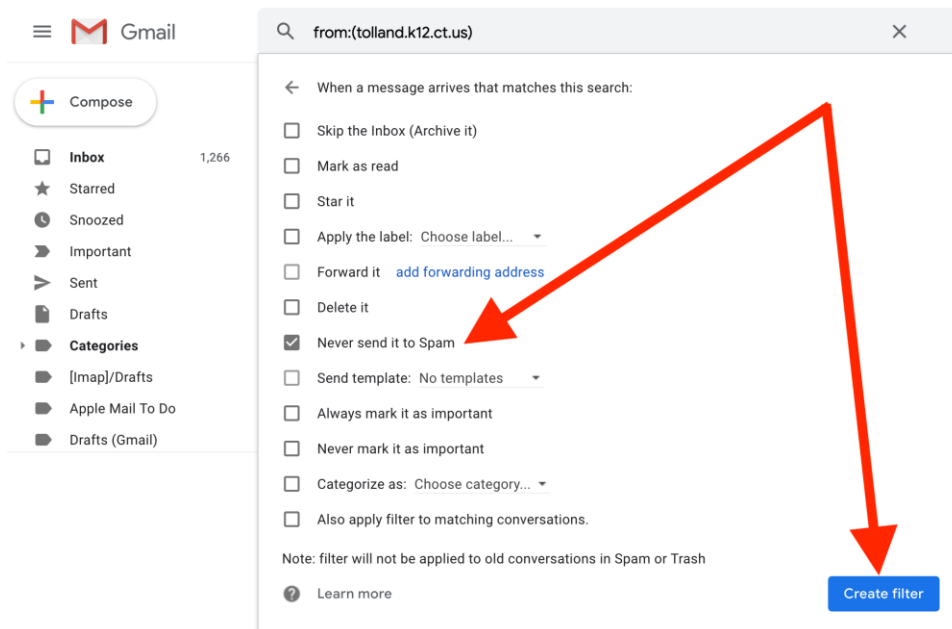 Gmail
from:(tolland.k12.ct.us)
Compose
Inbox 1,266
Starred
Snoozed
Important
Sent
Drafts
Categories
[Imap]/Drafts
Apple Mail To Do
Drafts (Gmail)
When a message arrives that matches this search:
Skip the Inbox (Archive it)
Mark as read
Star it
Apply the label: Choose label...
Forward it add forwarding address
Delete it
Never send it to Spam
Send template: No templates
Always mark it as important
Never mark it as important
Categorize as: Choose category...
Also apply filter to matching conversations.
Note: filter will not be applied to old conversations in Spam or Trash
Learn more
Create filter